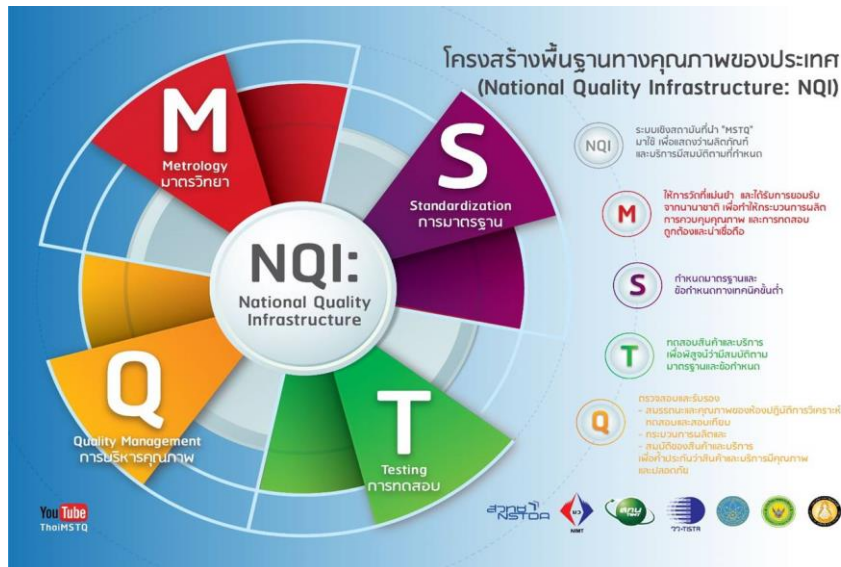 โครงสร้างพื้นฐานทางคุณภาพของประเทศ
(National Quality Infrastructure: NQI)
M
Metrology
มาตรวิทยา
S
Standardization
การมาตรฐาน
NQI:
National Quality
Infrastructure
Q
Quality Management
การบริหารคุณภาพ
T
Testing
การทดสอบ
NQI
ระบบเชิงสถาบันที่นำ "MSTQ"
มาใช้ เพื่อแสดงว่าผลิตภัณฑ์
และบริการมีสมบัติตามที่กำหนด
M
ให้การวัดที่แม่นยำ และได้รับการยอมรับ
จากนานาชาติ เพื่อทำให้กระบวนการผลิต
การควบคุมคุณภาพ และการทดสอบ
ถูกต้องและน่าเชื่อถือ
S
กำหนดมาตรฐานและ
ข้อกำหนดทางเทคนิคขั้นต่ำ
T
ทดสอบสินค้าและบริการ
เพื่อพิสูจน์ว่ามีสมบัติตาม
มาตรฐานและข้อกำหนด
Q
ตรวจสอบและรับรอง
- สมรรถนะและคุณภาพของห้องปฏิบัติการวิเคราะห์
ทดสอบและสอบเทียบ
- กระบวนการผลิตและ
- สมบัติของสินค้าและบริการ
เพื่อค้ำประกันว่าสินค้าและบริการมีคุณภาพ
และปลอดภัย
YouTube
ThaiMSTQ
สวทช
NSTDA
มว
NIMT
วว-TISTR